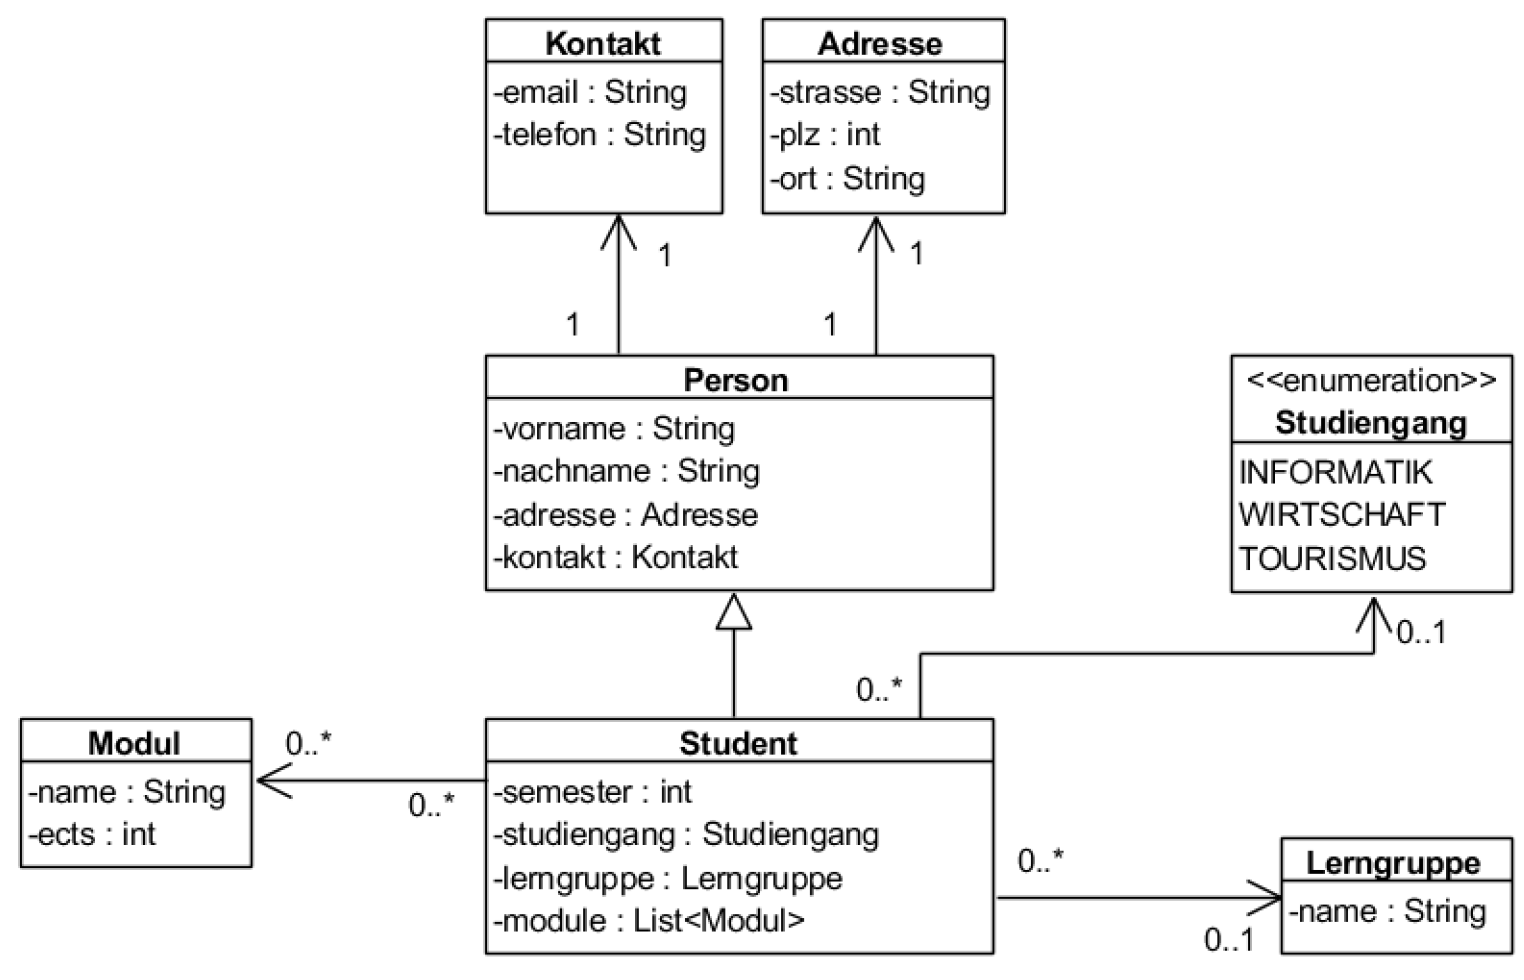 Kontakt
-email : String
-telefon : String
Adresse
-strasse : String
-plz : int
-ort : String
1
1
1
1
Person
-vorname : String
-nachname : String
-adresse : Adresse
-kontakt : Kontakt
<<enumeration>>
Studiengang
INFORMATIK
WIRTSCHAFT
TOURISMUS
0..1
0..*
Modul
-name : String
-ects : int
0..*
0..*
Student
-semester : int
-studiengang : Studiengang
-lerngruppe : Lerngruppe
-module : List<Modul>
0..*
0..1
Lerngruppe
-name : String